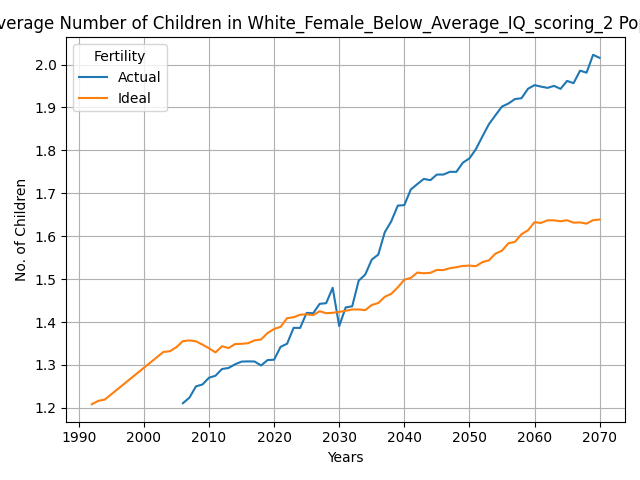 verage Number of Children in White_Female_Below_Average_IQ_scoring_2 Pop
Fertility
Actual
Ideal
No. of Children
2.0
1.9
1.8
1.7
1.6
1.5
1.4
1.3
1.2
1990 2000 2010 2020 2030 2040 2050 2060 2070
Years